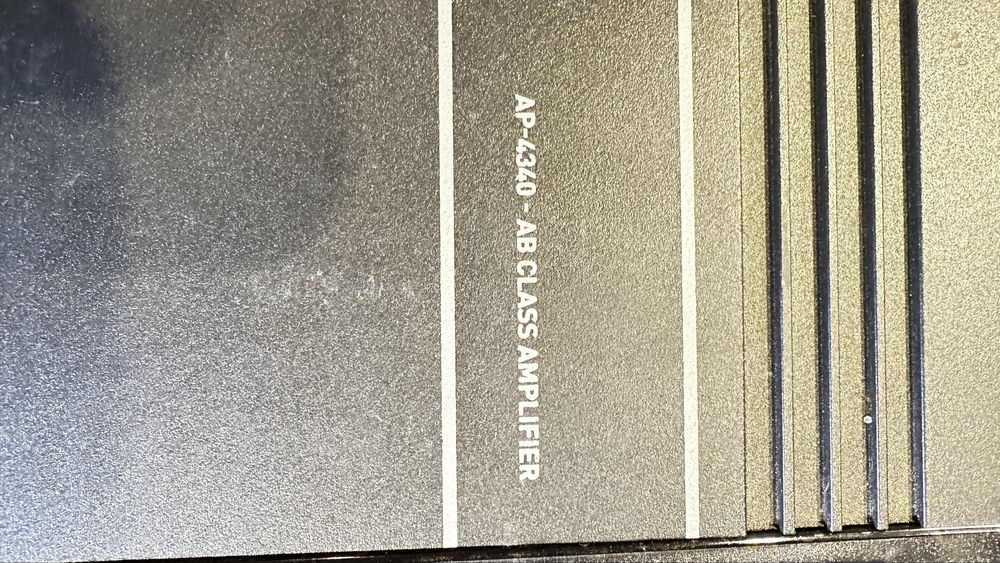 AP-4340 - AB CLASS AMPLIFIER